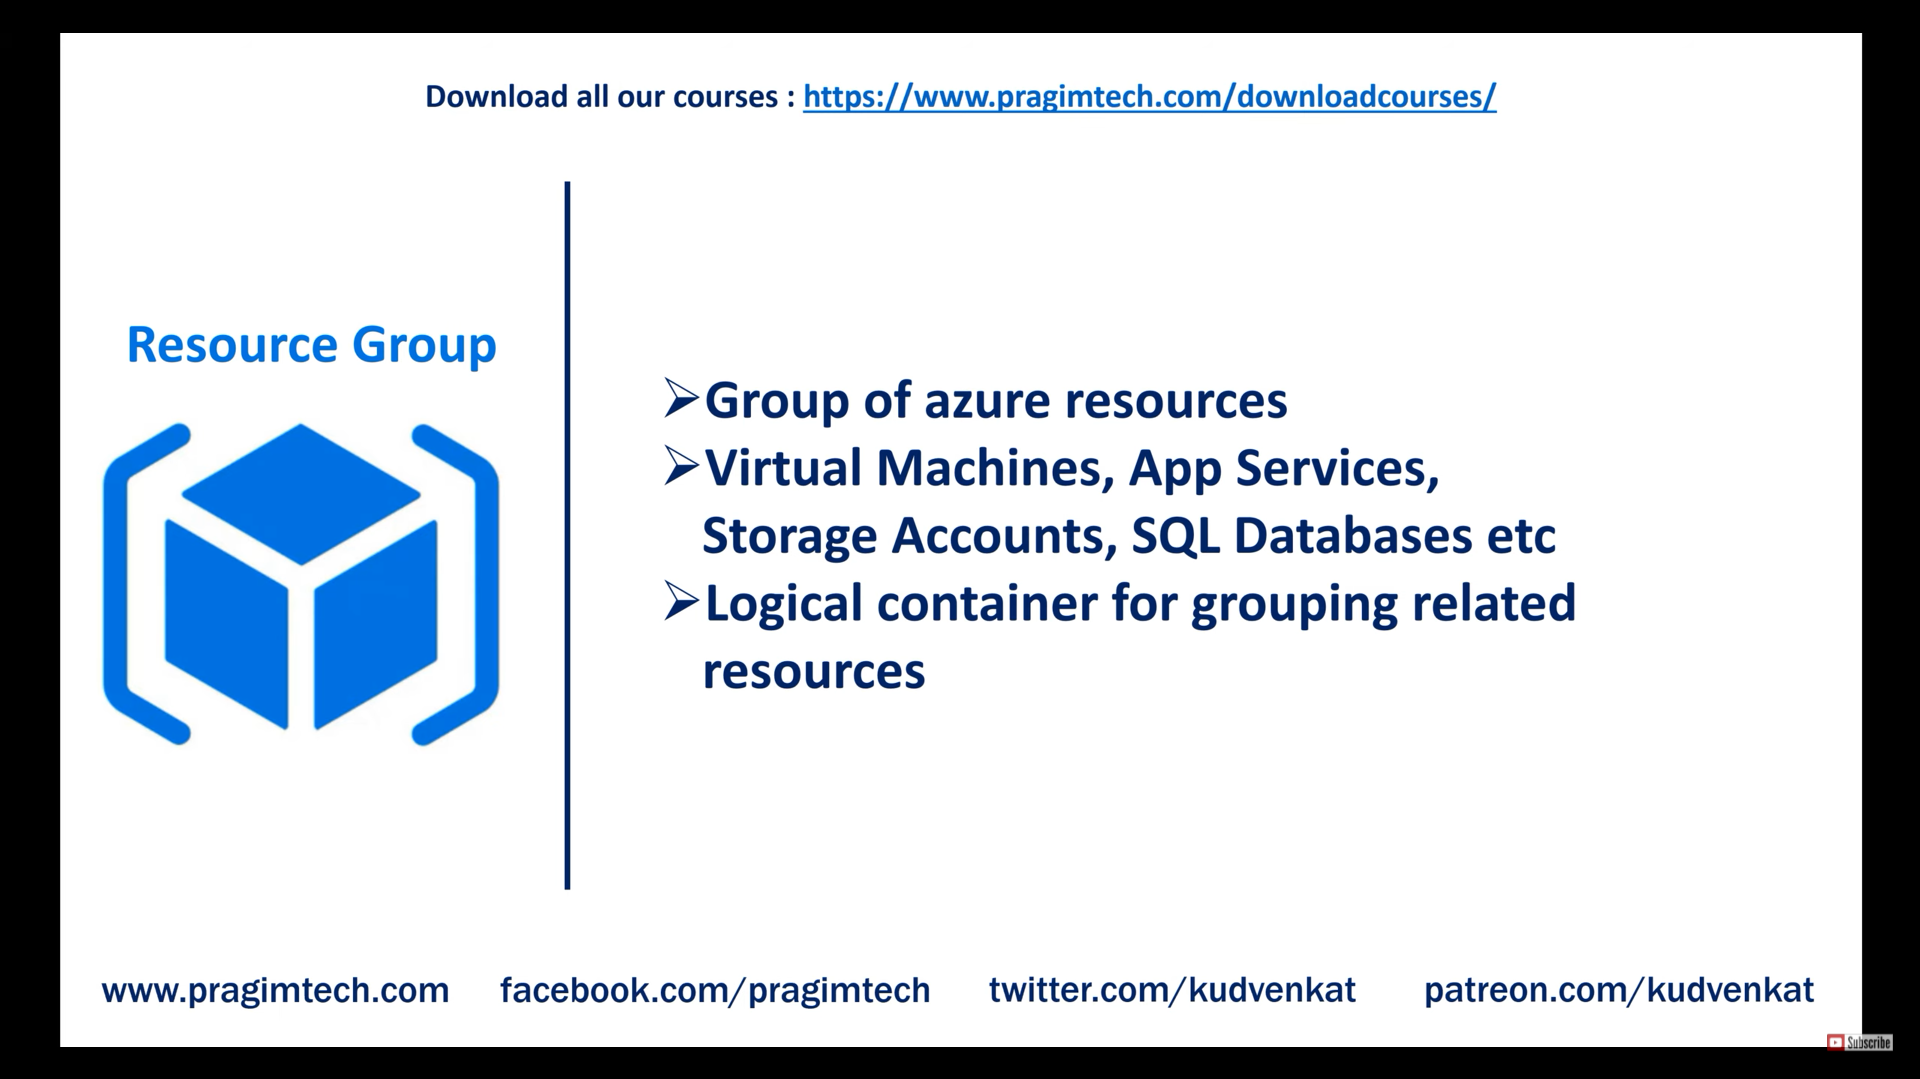 Download all our courses : https://www.pragimtech.com/downloadcourses/
Resource Group
➢Group of azure resources
➢Virtual Machines, App Services,
Storage Accounts, SQL Databases etc
➢Logical container for grouping related
resources
www.pragimtech.com facebook.com/pragimtech twitter.com/kudvenkat patreon.com/kudvenkat
Subscribe